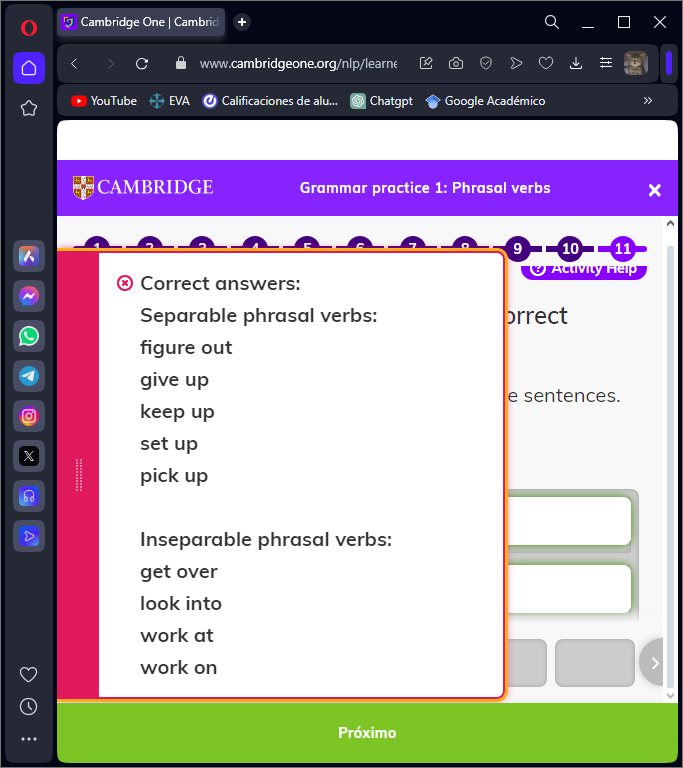 Cambridge One | Cambrid
www.cambridgeone.org/nlp/learne
YouTube
EVA
Calificaciones de alu...
Chatgpt
Google Académico
»
CAMBRIDGE
Grammar practice 1: Phrasal verbs
1 2 3 4 5 6 7 8 9 10 11
Activity Help
orrect
e sentences.
Correct answers:
Separable phrasal verbs:
figure out
give up
keep up
set up
pick up
Inseparable phrasal verbs:
get over
look into
work at
work on
Próximo